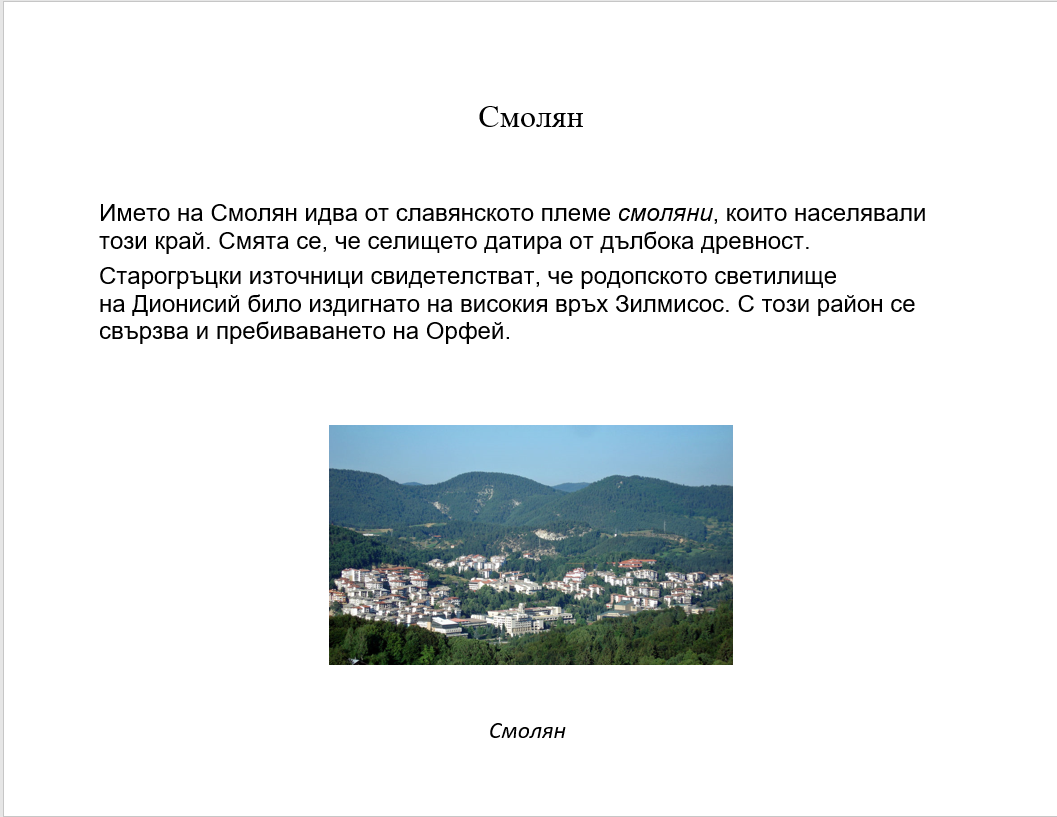 Смолян
Името на Смолян идва от славянското племе смоляни, които населявали
този край. Смята се, че селището датира от дълбока древност.
Старогръцки източници свидетелстват, че родопското светилище
на Дионисий било издигнато на високия връх Зилмисос. С този район се
свързва и пребиваването на Орфей.
Смолян